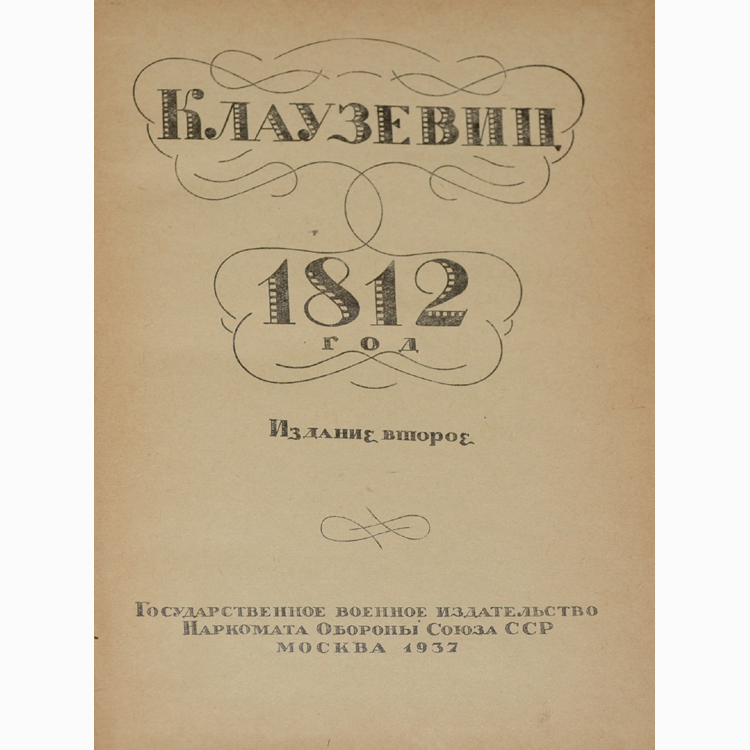 Клаузевиц
1812
год
Издание второе
Государственное военное издательство
Наркомата Обороны Союза ССР
Москва 1937